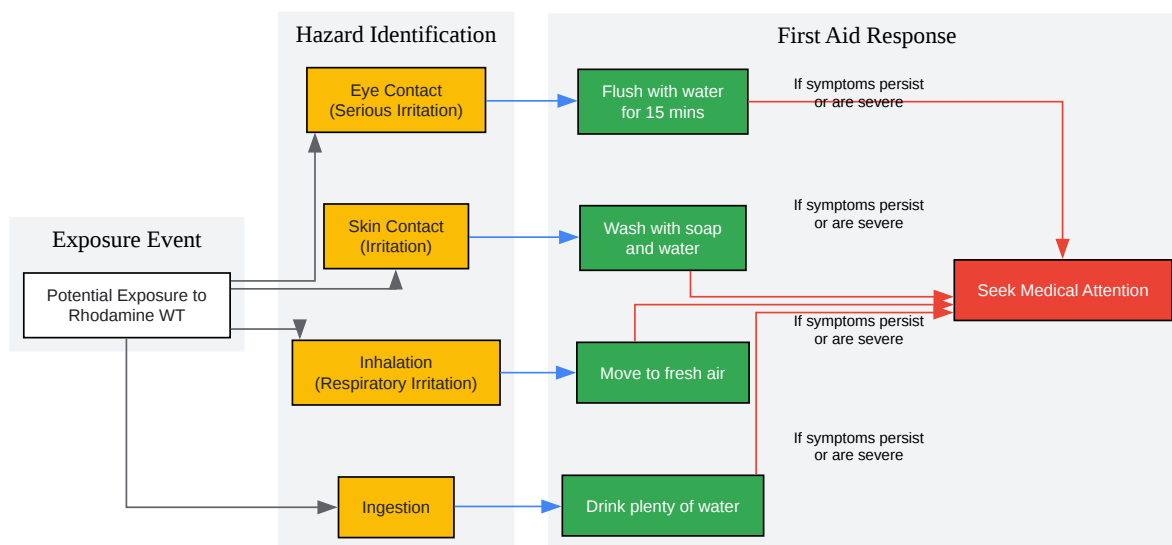 Hazard Identification
First Aid Response
Eye Contact
(Serious Irritation)
Flush with water
for 15 mins
If symptoms persist
or are severe
Exposure Event
Skin Contact
(Irritation)
Wash with soap
and water
If symptoms persist
or are severe
Potential Exposure to
Rhodamine WT
Seek Medical Attention
Inhalation
(Respiratory Irritation)
Move to fresh air
If symptoms persist
or are severe
Ingestion
Drink plenty of water
If symptoms persist
or are severe